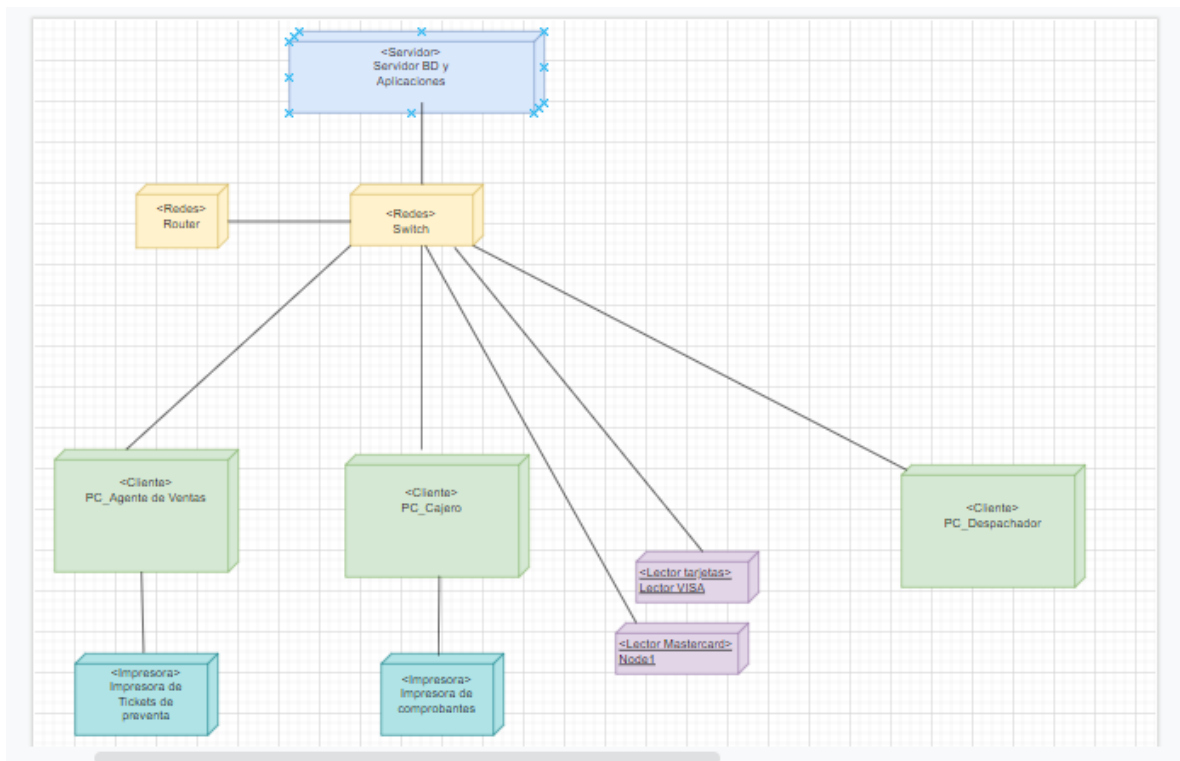 <Servidor>
Servidor BD y
Aplicaciones
<Redes>
Router
<Redes>
Switch
<Cliente>
PC_Agente de Ventas
<Cliente>
PC_Cajero
<Cliente>
PC_Despachador
<Lector tarjetas>
Lector VISA
<Lector Mastercard>
Node1
<Impresora>
Impresora de
Tickets de
preventa
<Impresora>
Impresora de
comprobantes